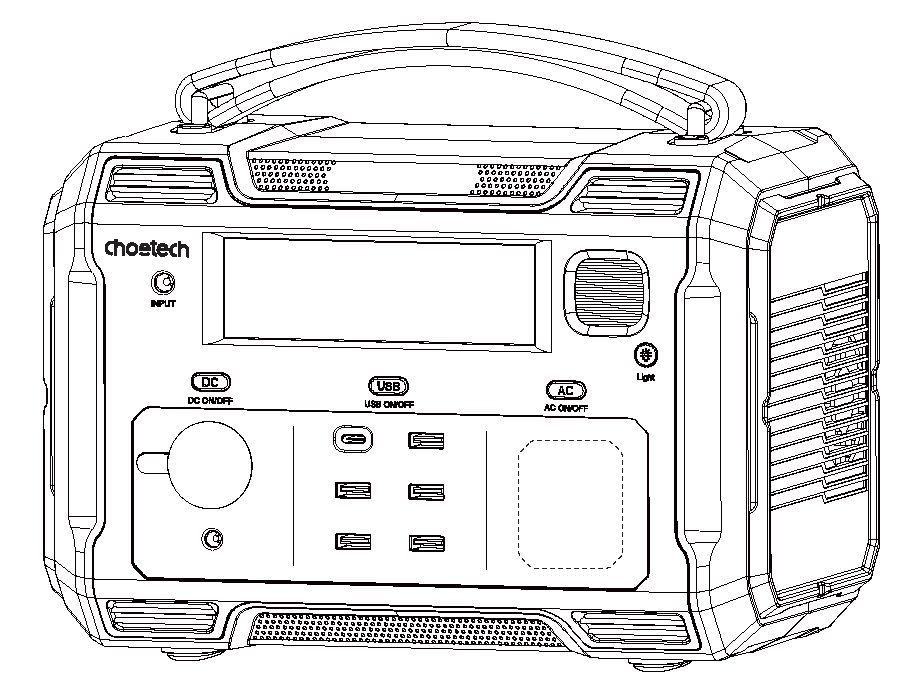 choetech
INPUT
Light
DC
USB
AC
DC ON/OFF
USB ON/OFF
AC ON/OFF